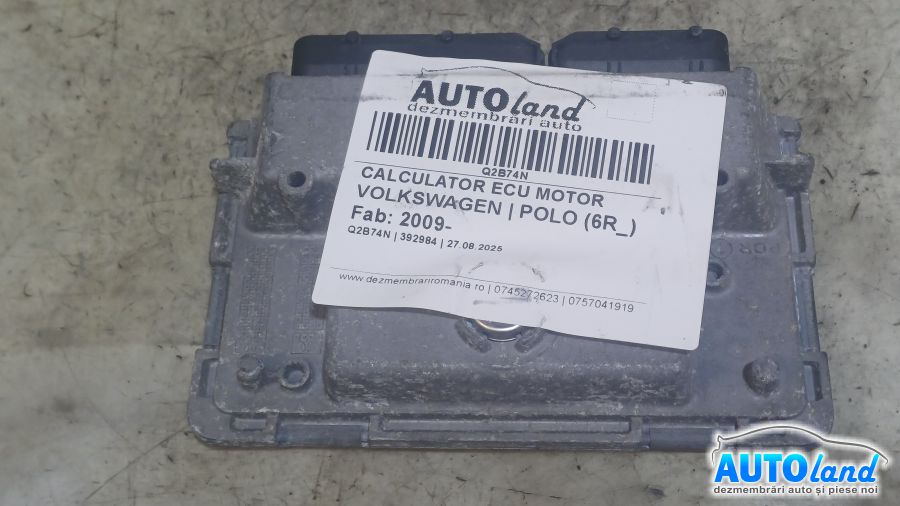 AUTOland
dezmembrări auto
Q2B74N
CALCULATOR ECU MOTOR
VOLKSWAGEN | POLO (6R_)
Fab: 2009-
Q2B74N | 392984 | 27.08.2025
www.dezmembrariromania.ro | 0745272623 | 0757041919
AUTOland
dezmembrări auto și piese noi